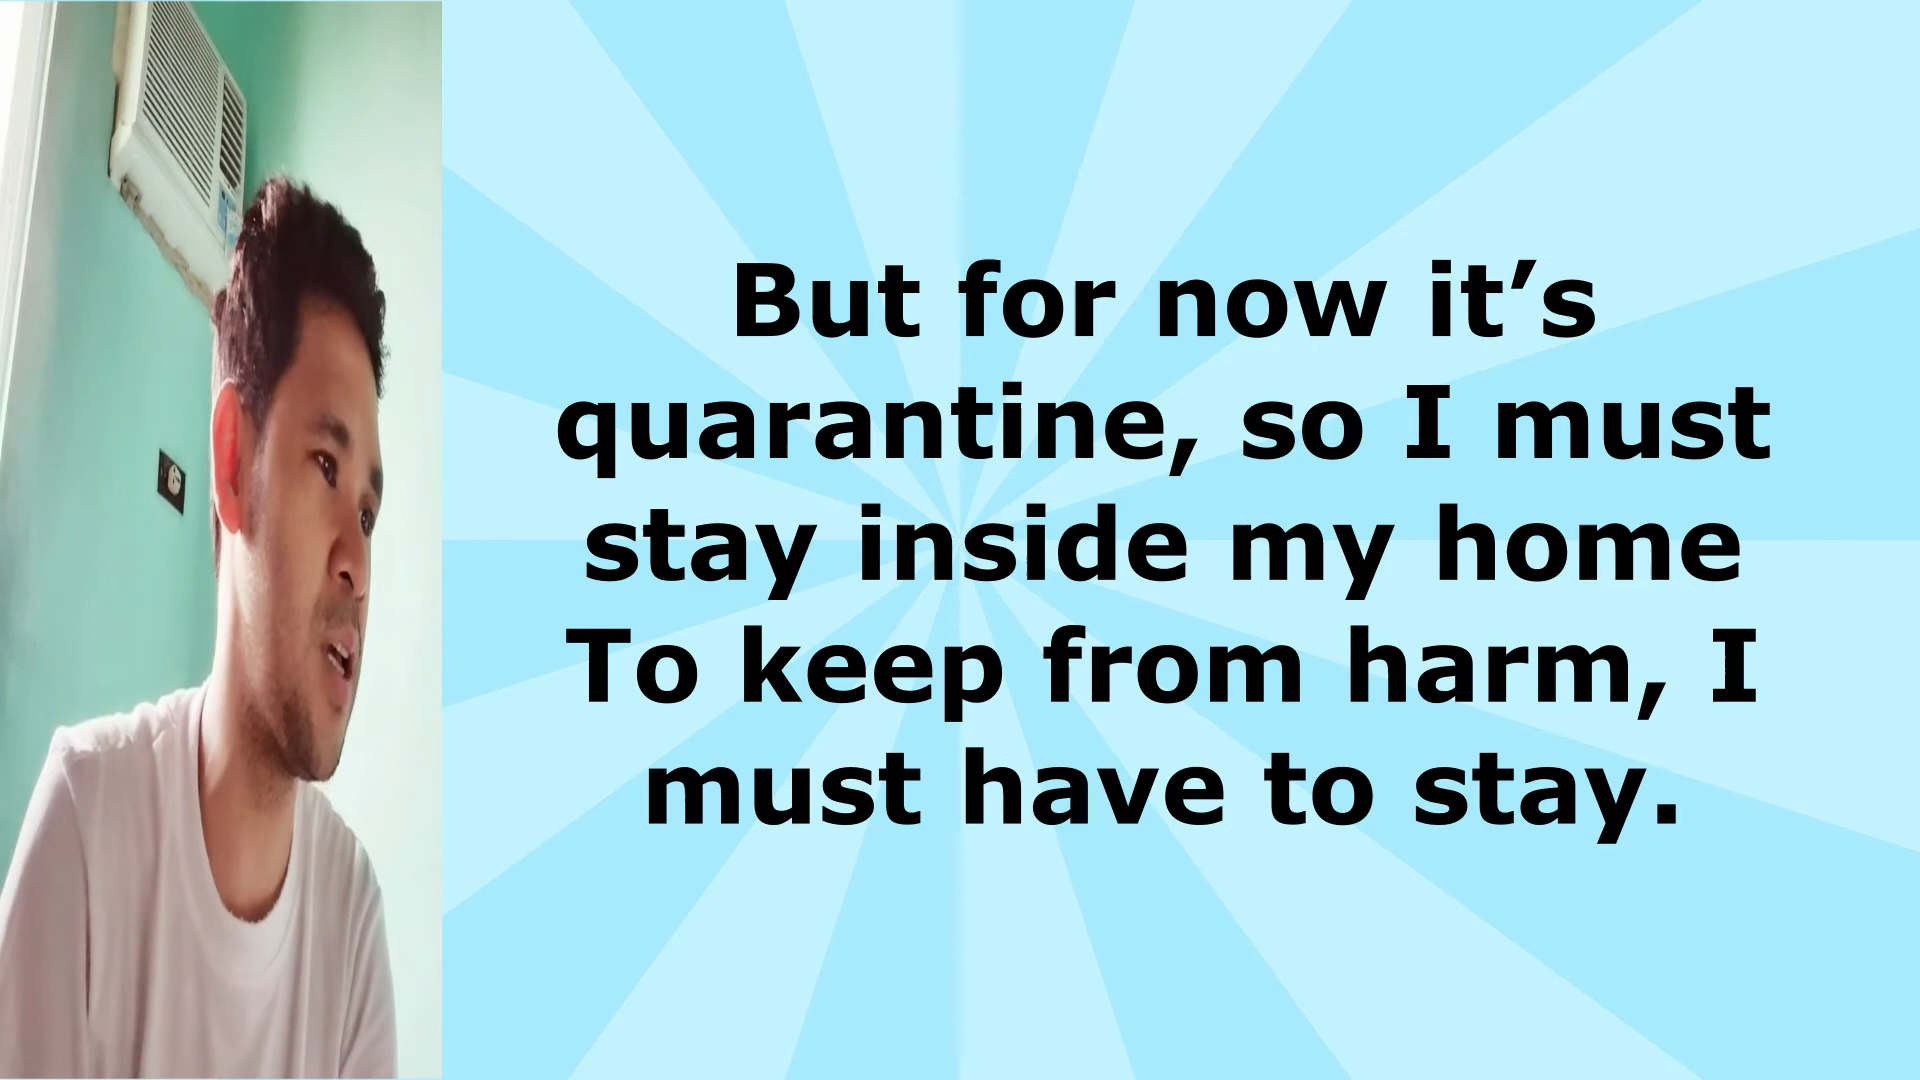 But for now it’s
quarantine, so I must
stay inside my home
To keep from harm, I
must have to stay.